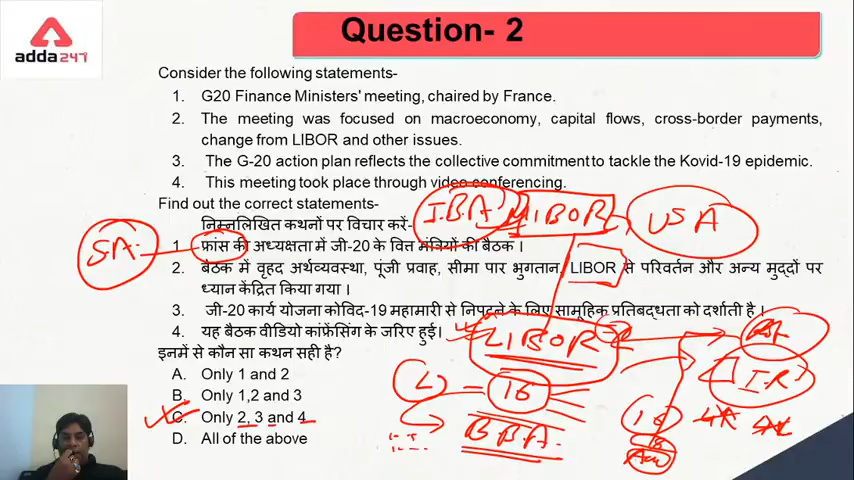 Question- 2
adda247
Consider the following statements-
1. G20 Finance Ministers' meeting, chaired by France.
2. The meeting was focused on macroeconomy, capital flows, cross-border payments,
change from LIBOR and other issues.
3. The G-20 action plan reflects the collective commitment to tackle the Kovid-19 epidemic.
4. This meeting took place through video conferencing.
Find out the correct statements-
I.B.A MIBOR USA
निम्नलिखित कथनों पर विचार करें-
S.A.
1. फ्रांस की अध्यक्षता में जी-20 के वित्त मंत्रियों की बैठक ।
2. बैठक में वृहद अर्थव्यवस्था, पूंजी प्रवाह, सीमा पार भुगतान, LIBOR से परिवर्तन और अन्य मुद्दों पर
ध्यान केंद्रित किया गया ।
3. जी-20 कार्य योजना कोविद-19 महामारी से निपटने के लिए सामूहिक प्रतिबद्धता को दर्शाती है ।
4. यह बैठक वीडियो कांफ्रेंसिंग के जरिए हुई।
LIBOR
इनमें से कौन सा कथन सही है?
A. Only 1 and 2
I.R
B. Only 1,2 and 3
L = 16
C. Only 2, 3 and 4
16
BBA.
D. All of the above